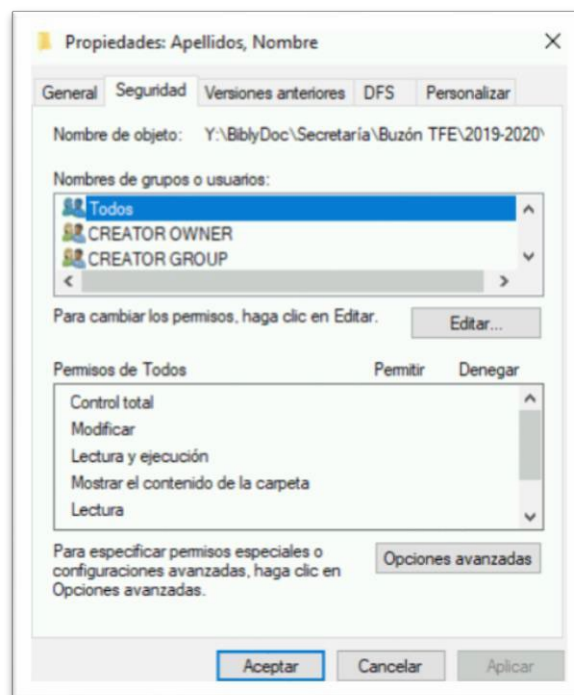 Propiedades: Apellidos, Nombre
General Seguridad Versiones anteriores DFS Personalizar
Nombre de objeto: Y:\BiblyDoc\Secretaría\Buzón TFE\2019-2020\
Nombres de grupos o usuarios:
Todos
CREATOR OWNER
CREATOR GROUP
Para cambiar los permisos, haga clic en Editar.
Editar...
Permisos de Todos Permitir Denegar
Control total
Modificar
Lectura y ejecución
Mostrar el contenido de la carpeta
Lectura
Para especificar permisos especiales o
configuraciones avanzadas, haga clic en
Opciones avanzadas.
Opciones avanzadas
Aceptar Cancelar Aplicar